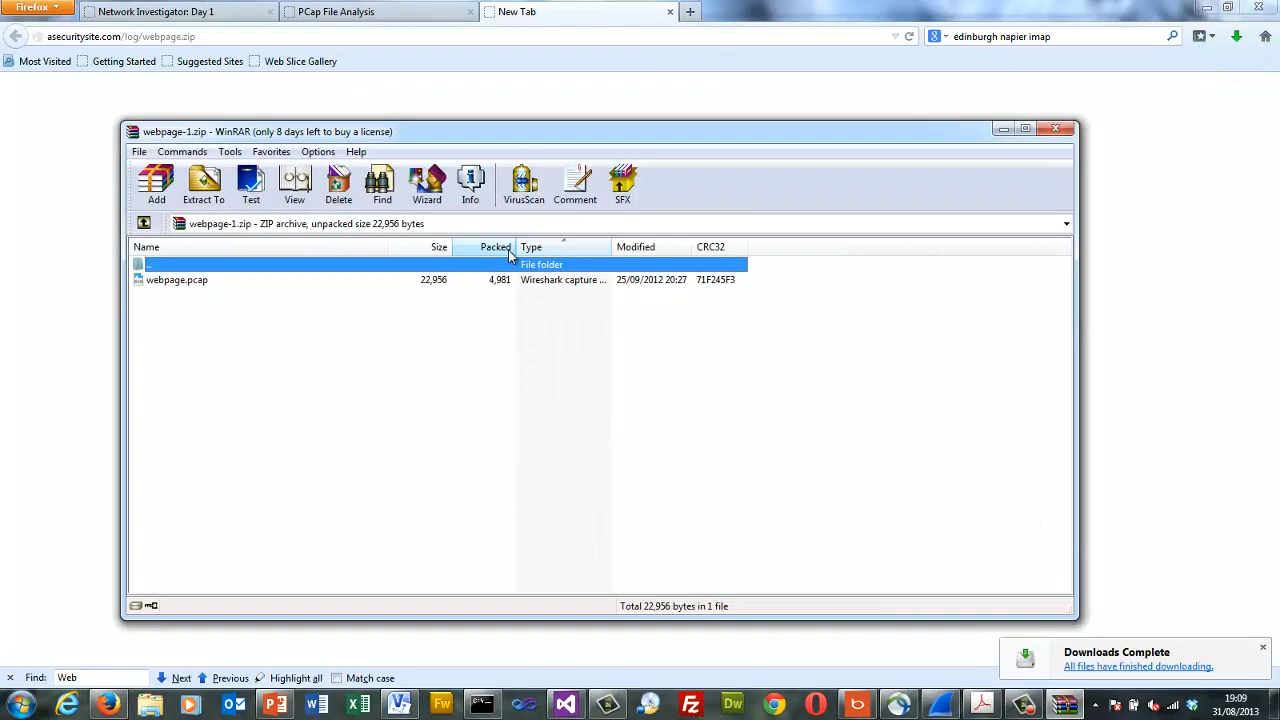 Firefox
Network Investigator: Day 1
PCap File Analysis
New Tab
asecuritysite.com/log/webpage.zip
edinburgh napier imap
Most Visited
Getting Started
Suggested Sites
Web Slice Gallery
webpage-1.zip - WinRAR (only 8 days left to buy a license)
File Commands Tools Favorites Options Help
Add Extract To Test View Delete Find Wizard Info VirusScan Comment SFX
webpage-1.zip - ZIP archive, unpacked size 22,956 bytes
Name Size Packed Type Modified CRC32
.. File folder
webpage.pcap 22,956 4,981 Wireshark capture ... 25/09/2012 20:27 71F245F3
Total 22,956 bytes in 1 file
Downloads Complete
All files have finished downloading.
Find: Web Next Previous Highlight all Match case
19:09
31/08/2013